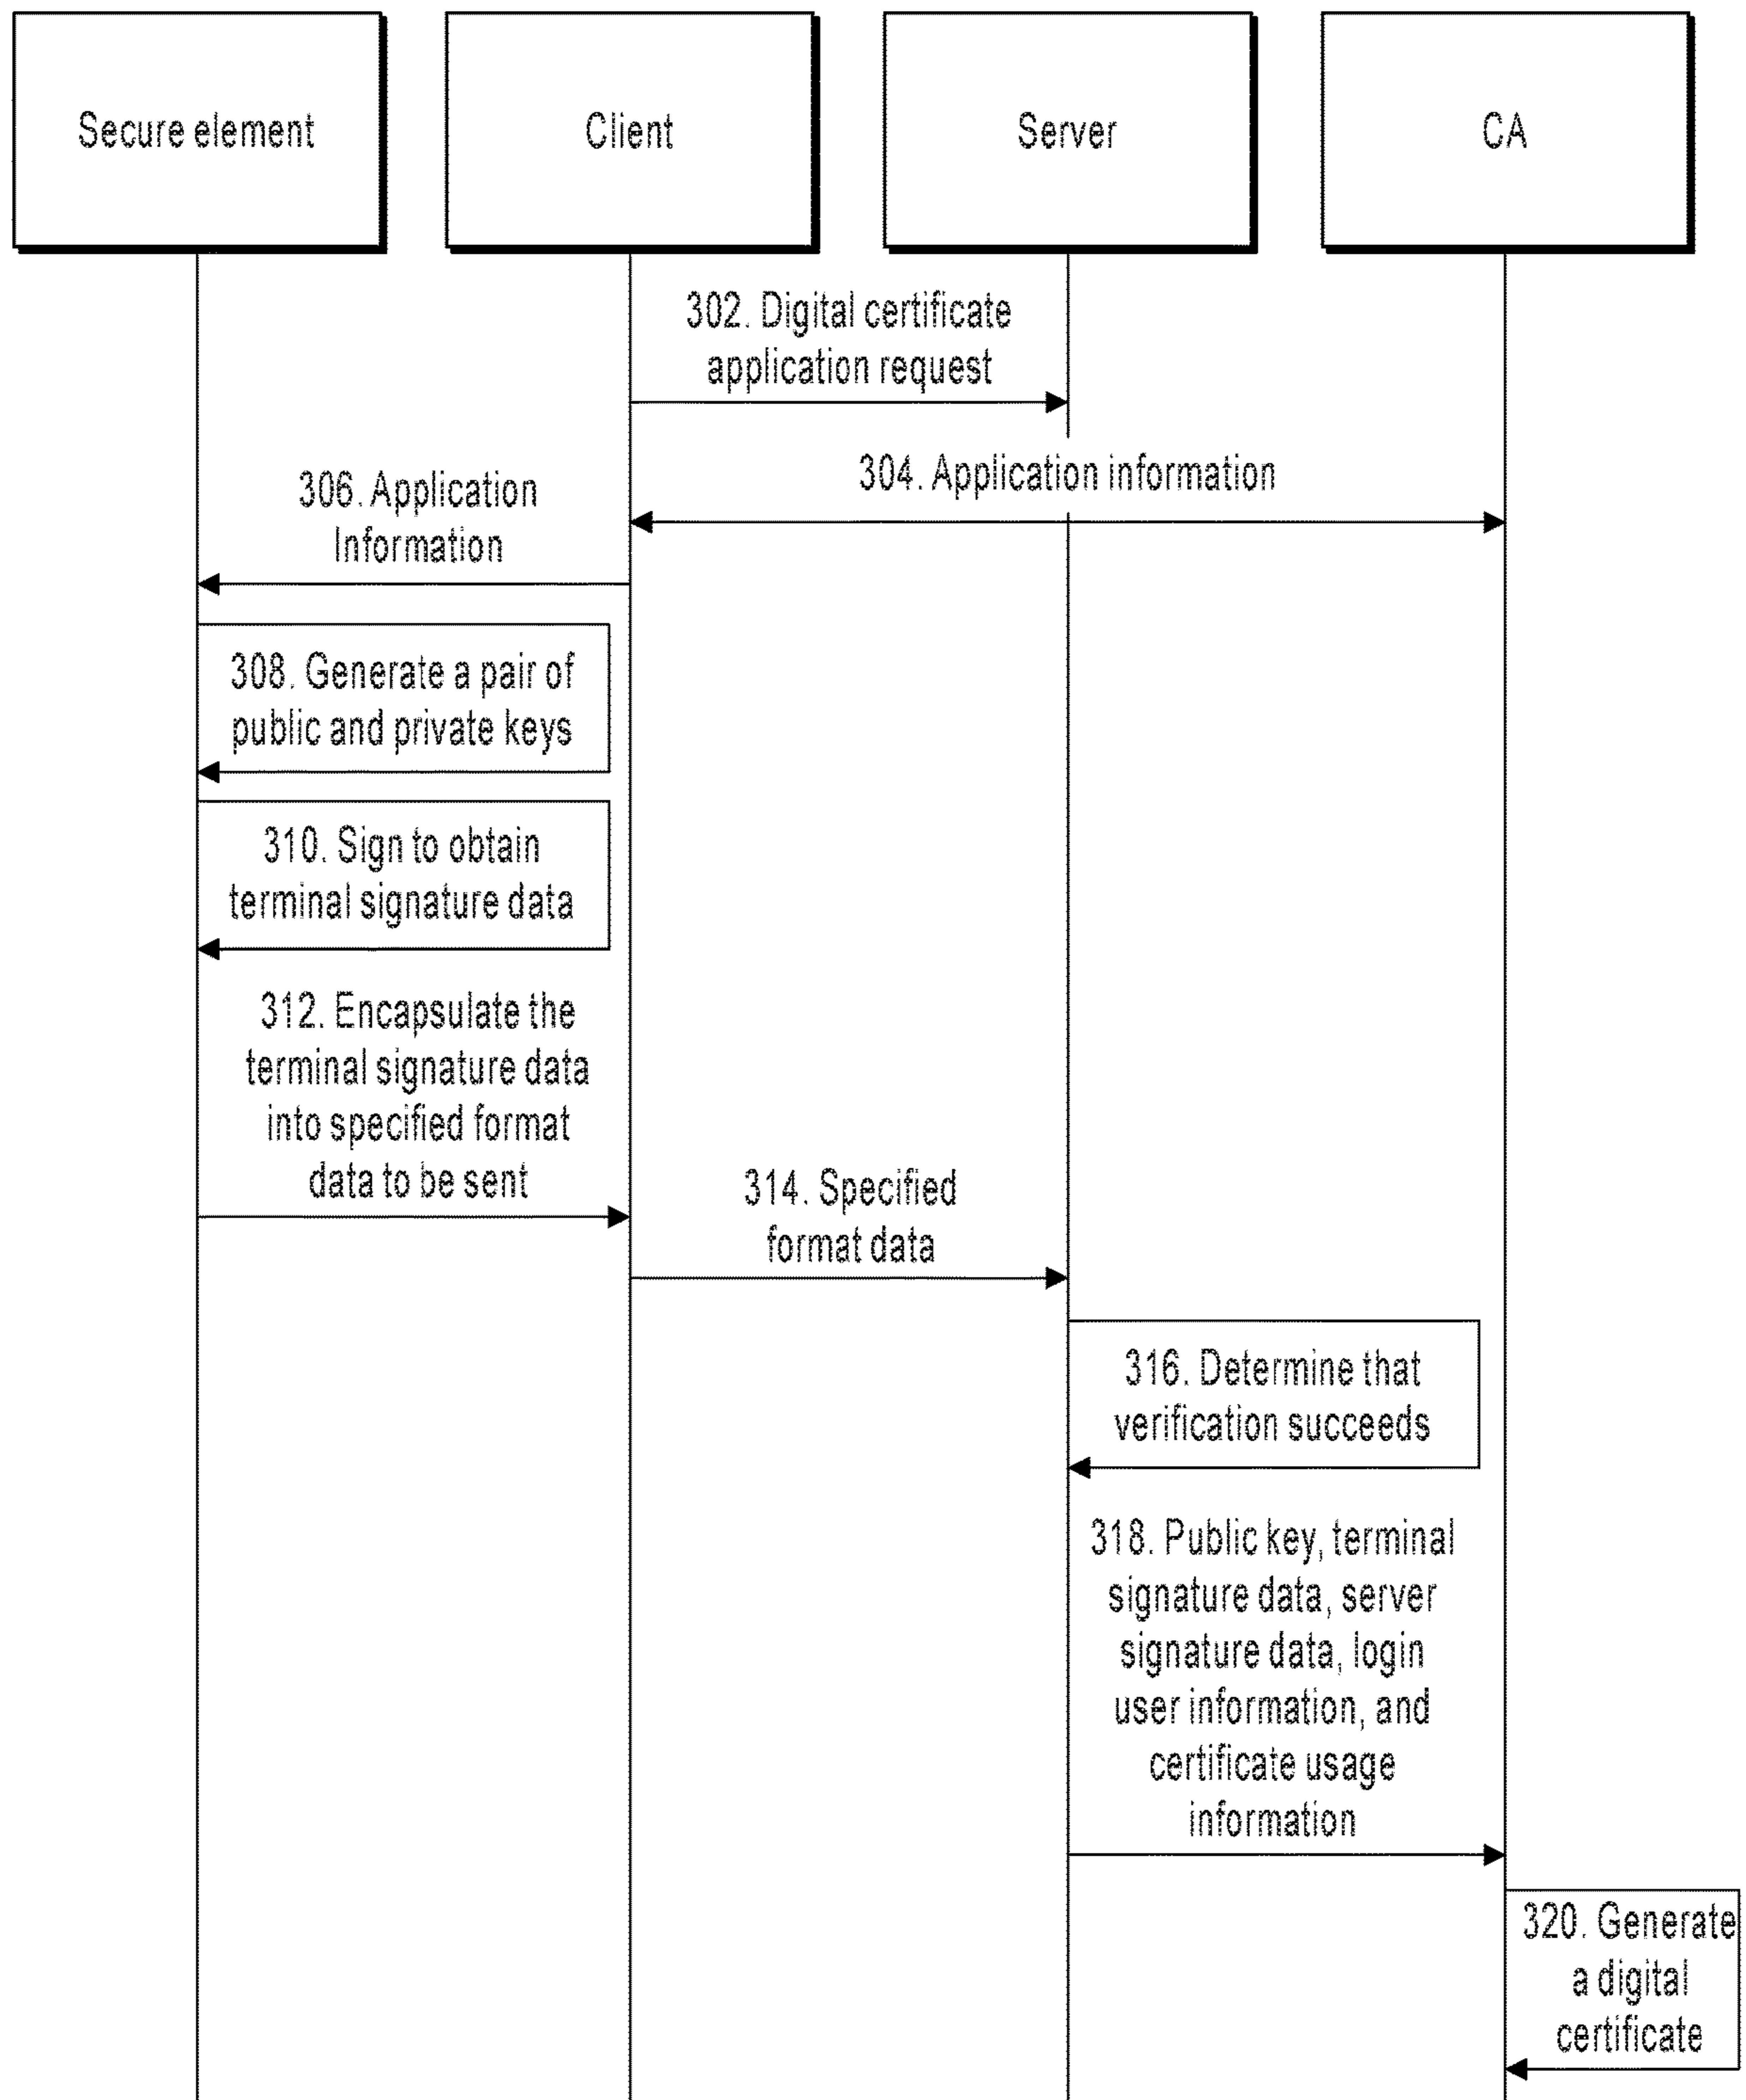 Secure element
Client
Server
CA
302. Digital certificate
application request
304. Application information
306. Application
Information
308. Generate a pair of
public and private keys
310. Sign to obtain
terminal signature data
312. Encapsulate the
terminal signature data
into specified format
data to be sent
314. Specified
format data
316. Determine that
verification succeeds
318. Public key, terminal
signature data, server
signature data, login
user information, and
certificate usage
information
320. Generate
a digital
certificate